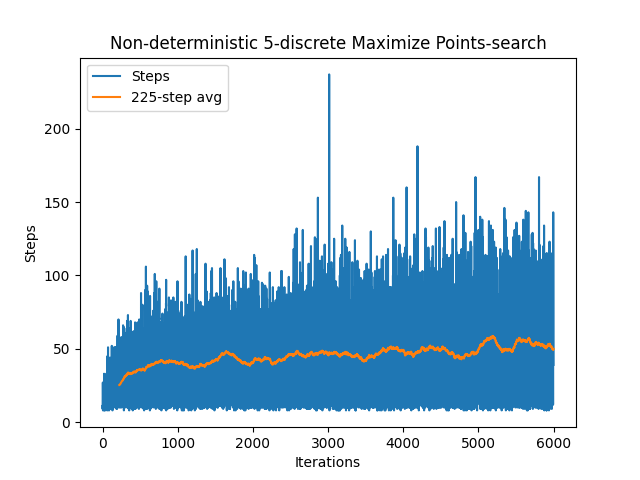 Non-deterministic 5-discrete Maximize Points-search
Steps
225-step avg
200
150
100
50
0
Steps
0 1000 2000 3000 4000 5000 6000
Iterations